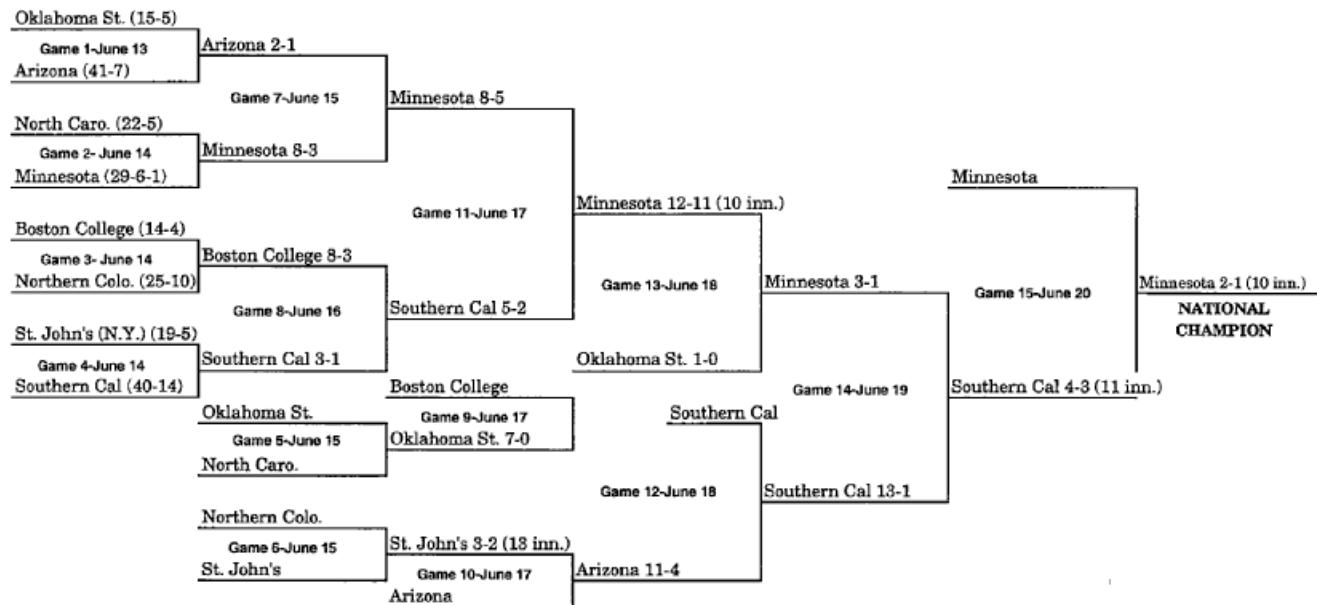 Oklahoma St. (15-5)
Game 1-June 13
Arizona (41-7)
Arizona 2-1
Game 7-June 15
North Caro. (22-5)
Game 2- June 14
Minnesota (29-6-1)
Minnesota 8-3
Minnesota 8-5
Game 11-June 17
Boston College (14-4)
Game 3- June 14
Northern Colo. (25-10)
Boston College 8-3
Game 8-June 16
St. John's (N.Y.) (19-5)
Game 4-June 14
Southern Cal (40-14)
Southern Cal 3-1
Southern Cal 5-2
Minnesota 12-11 (10 inn.)
Game 13-June 18
Oklahoma St. 1-0
Boston College
Game 9-June 17
Oklahoma St. 7-0
Oklahoma St.
Game 5-June 15
North Caro.
Northern Colo.
Game 6-June 15
St. John's
St. John's 3-2 (13 inn.)
Game 10-June 17
Arizona
Arizona 11-4
Southern Cal
Game 12-June 18
Southern Cal 13-1
Minnesota 3-1
Game 14-June 19
Minnesota
Game 15-June 20
Southern Cal 4-3 (11 inn.)
Minnesota 2-1 (10 inn.)
NATIONAL
CHAMPION